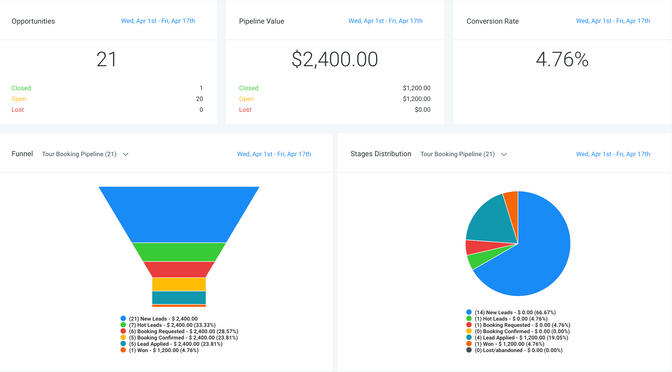 Opportunities Wed, Apr 1st - Fri, Apr 17th
21
Closed 1
Open 20
Lost 0
Pipeline Value Wed, Apr 1st - Fri, Apr 17th
$2,400.00
Closed $1,200.00
Open $1,200.00
Lost $0.00
Conversion Rate Wed, Apr 1st - Fri, Apr 17th
4.76%
Funnel Tour Booking Pipeline (21) Wed, Apr 1st - Fri, Apr 17th
(21) New Leads - $ 2,400.00
(7) Hot Leads - $ 2,400.00 (33.33%)
(6) Booking Requested - $ 2,400.00 (28.57%)
(5) Booking Confirmed - $ 2,400.00 (23.81%)
(5) Lead Applied - $ 2,400.00 (23.81%)
(1) Won - $ 1,200.00 (4.76%)
Stages Distribution Tour Booking Pipeline (21) Wed, Apr 1st - Fri, Apr 17th
(14) New Leads - $ 0.00 (66.67%)
(1) Hot Leads - $ 0.00 (4.76%)
(1) Booking Requested - $ 0.00 (4.76%)
(0) Booking Confirmed - $ 0.00 (0.00%)
(4) Lead Applied - $ 1,200.00 (19.05%)
(1) Won - $ 1,200.00 (4.76%)
(0) Lost/abandoned - $ 0.00 (0.00%)